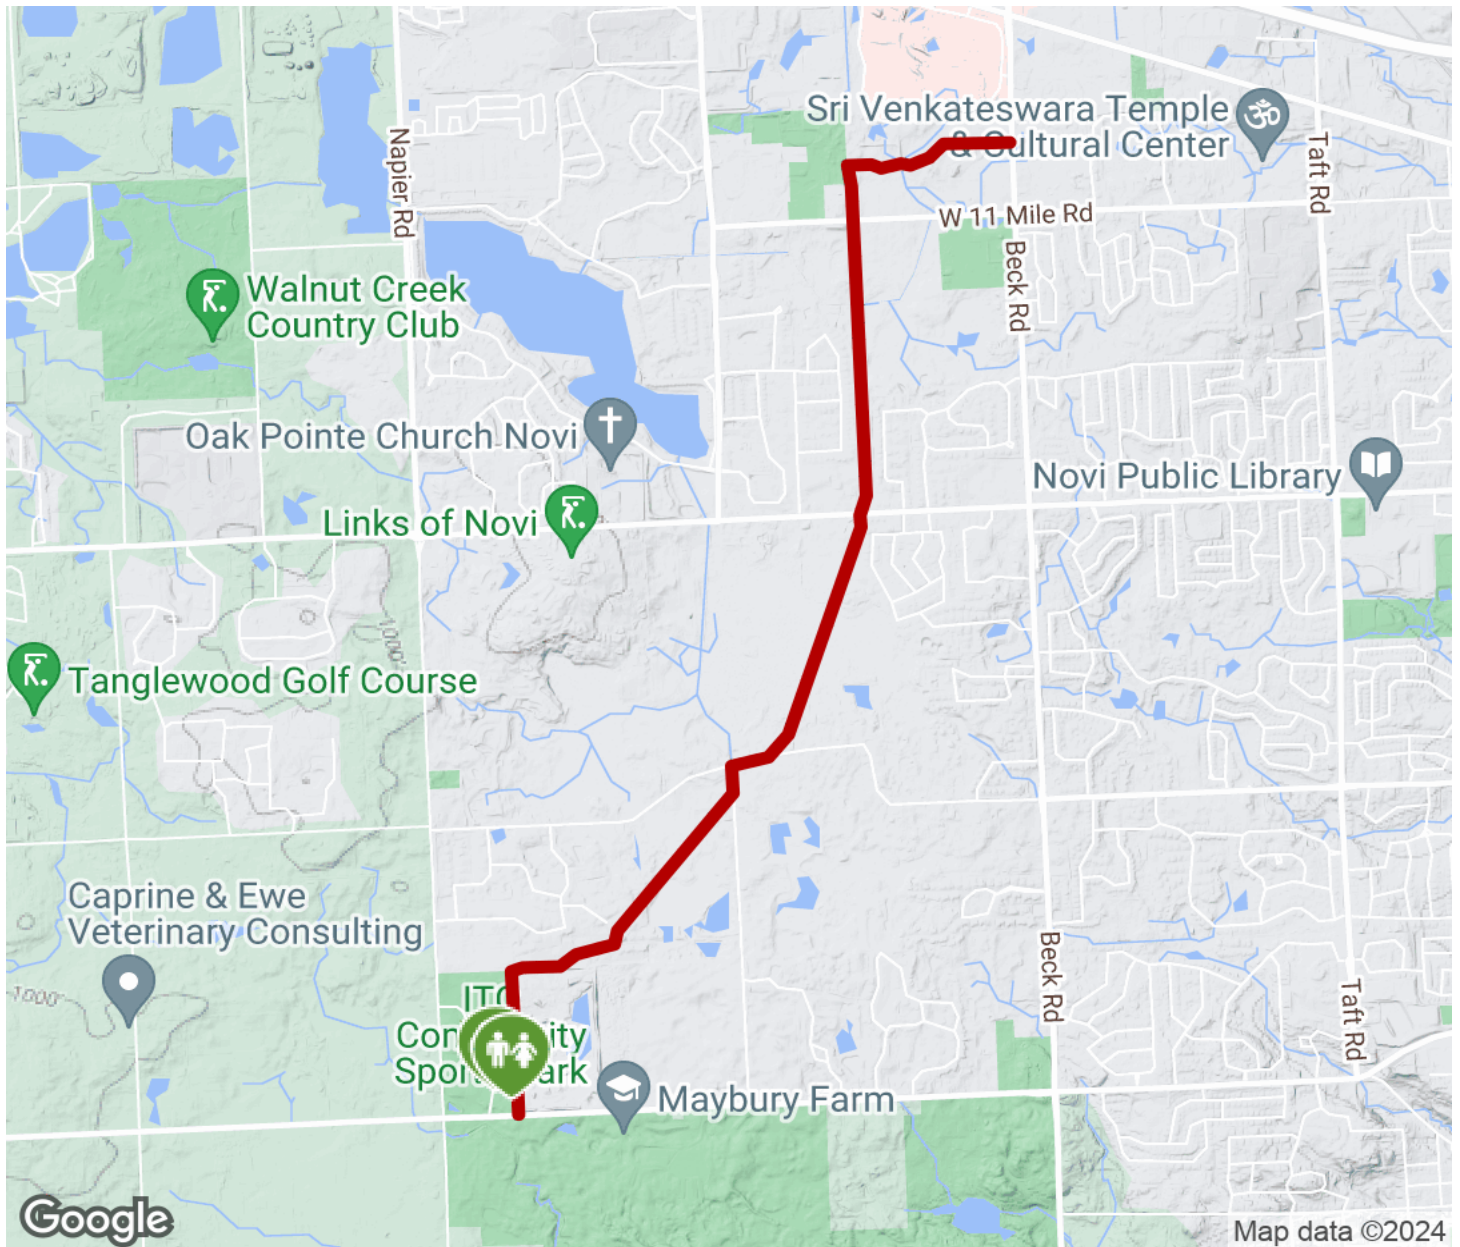 Sri Venkateswara Temple
& Cultural Center
Taft Rd
Napier Rd
W 11 Mile Rd
Beck Rd
Walnut Creek
Country Club
Oak Pointe Church Novi
Novi Public Library
Links of Novi
1000'
Tanglewood Golf Course
Caprine & Ewe
Veterinary Consulting
1000'
Beck Rd
Taft Rd
Maybury Farm
Google
Map data ©2024